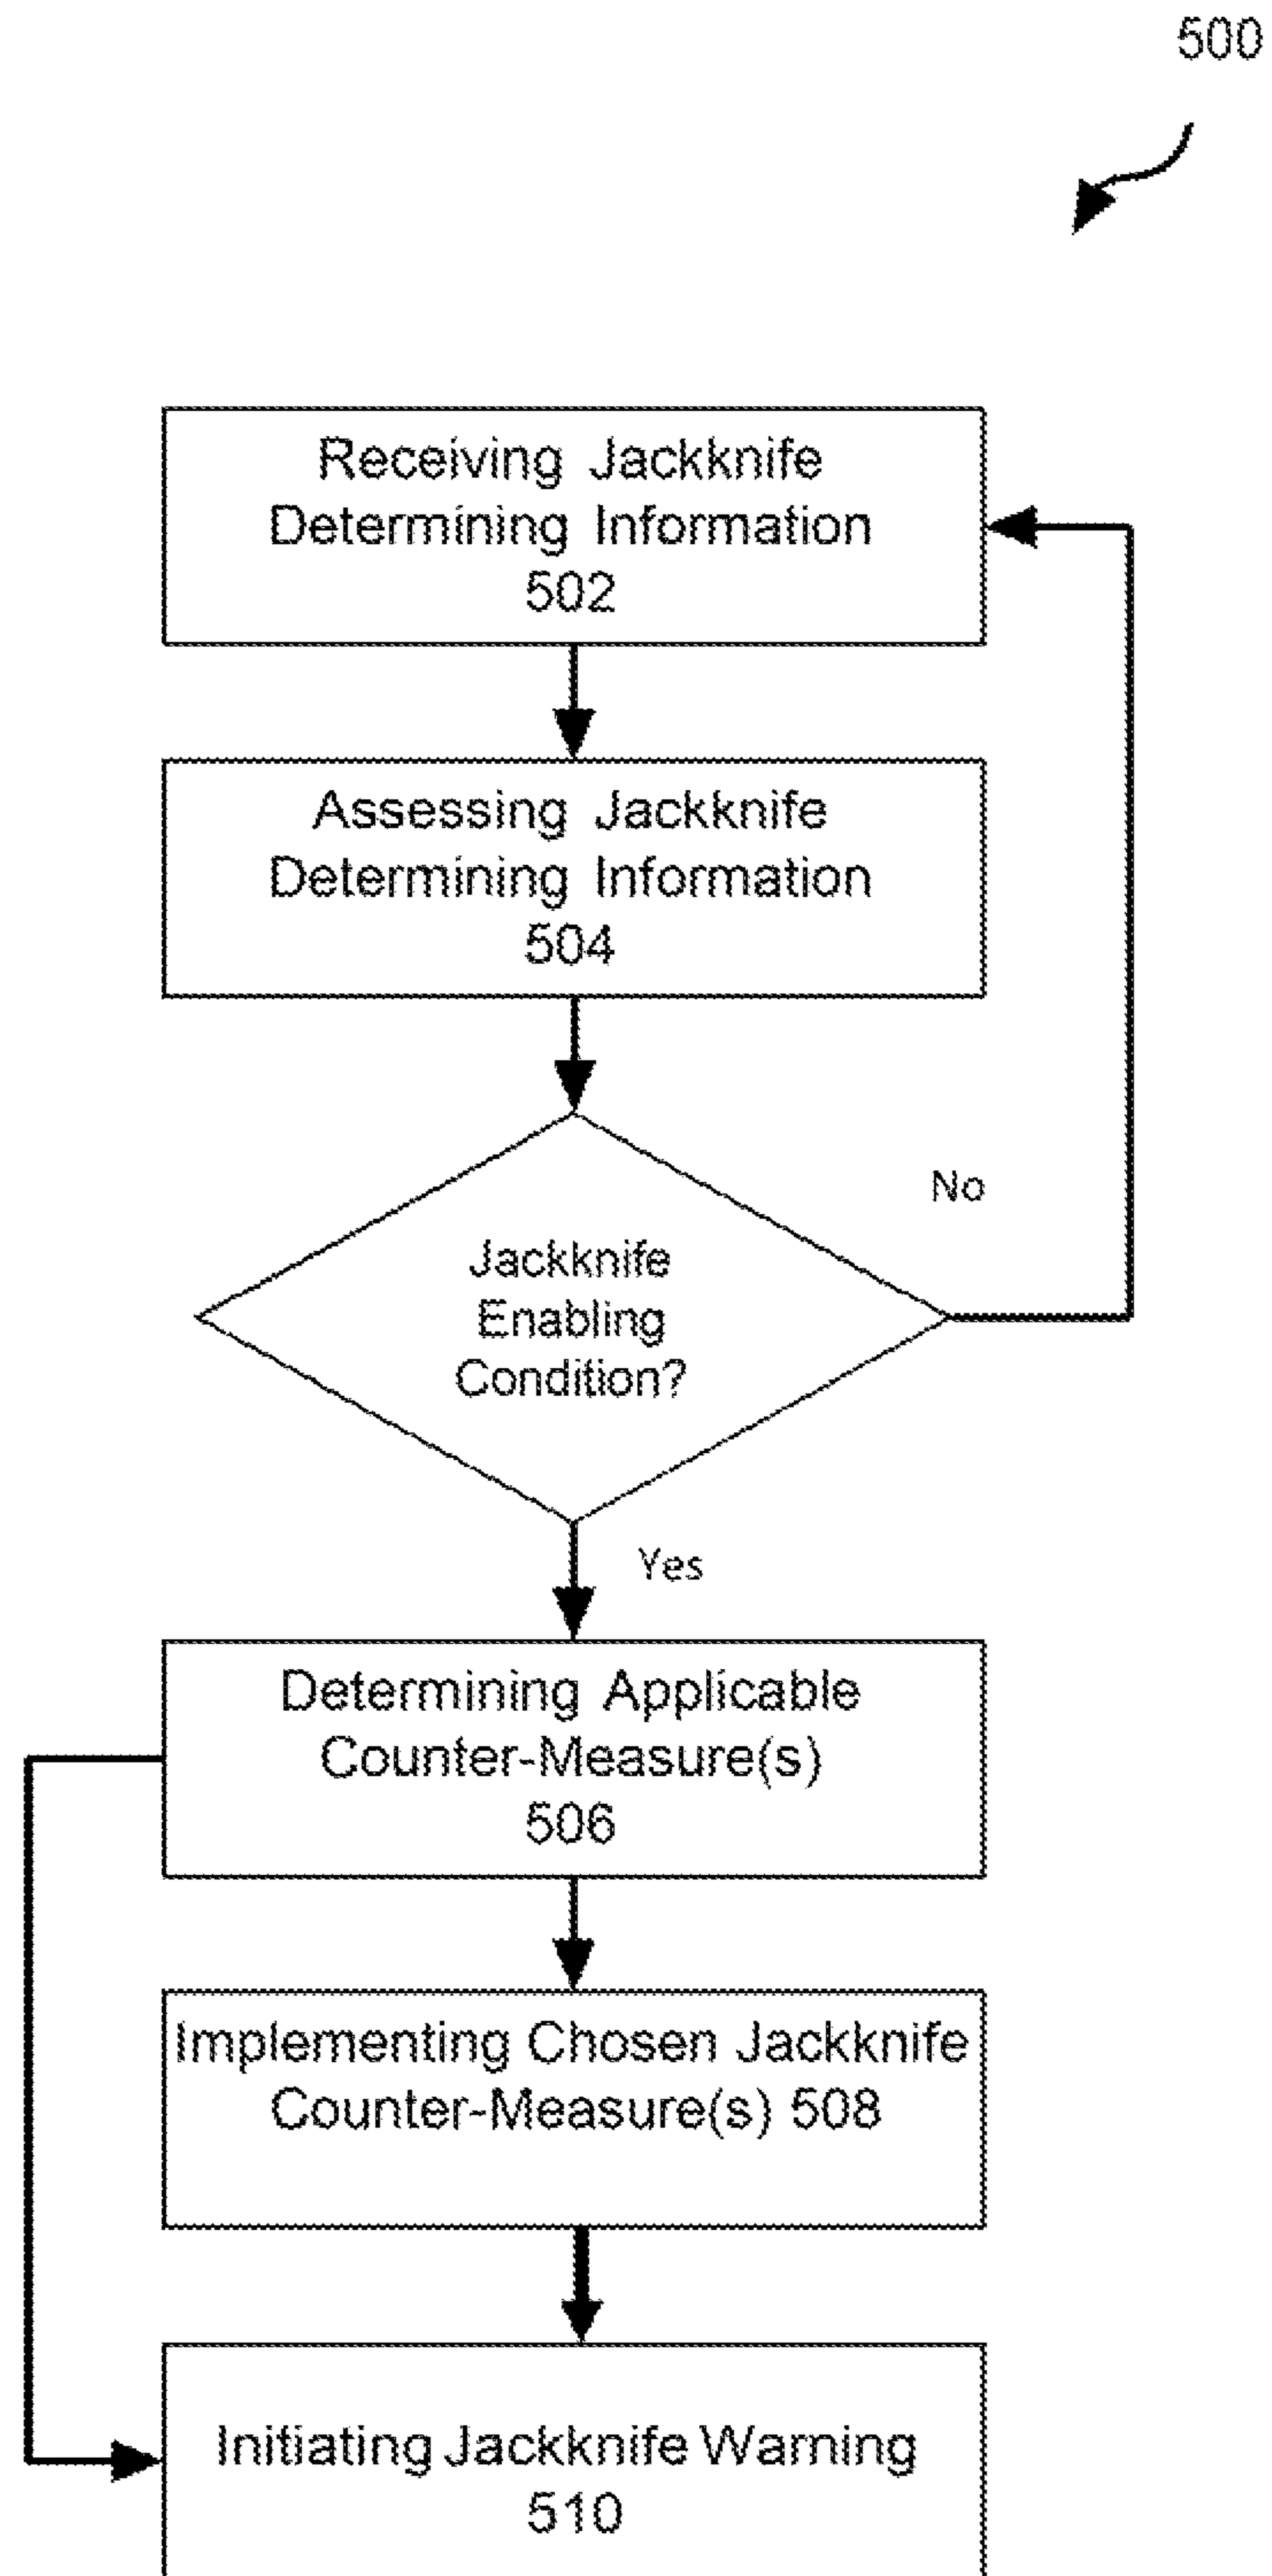 500
Receiving Jackknife
Determining Information
502
Assessing Jackknife
Determining Information
504
No
Jackknife
Enabling
Condition?
Yes
Determining Applicable
Counter-Measure(s)
506
Implementing Chosen Jackknife
Counter-Measure(s) 508
Initiating Jackknife Warning
510